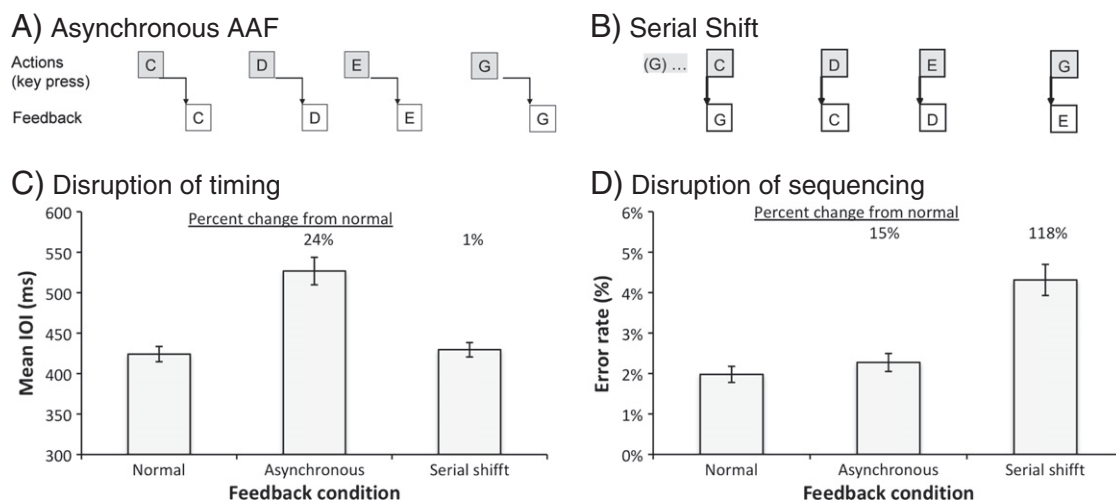 A) Asynchronous AAF
Actions
(key press)
C D E G
Feedback
C D E G
B) Serial Shift
(G) ... C D E G
G C D E
C) Disruption of timing
Percent change from normal
24% 1%
600
550
500
450
400
350
300
Mean IOI (ms)
Normal Asynchronous Serial shifft
Feedback condition
D) Disruption of sequencing
Percent change from normal
15% 118%
6%
5%
4%
3%
2%
1%
0%
Error rate (%)
Normal Asynchronous Serial shifft
Feedback condition